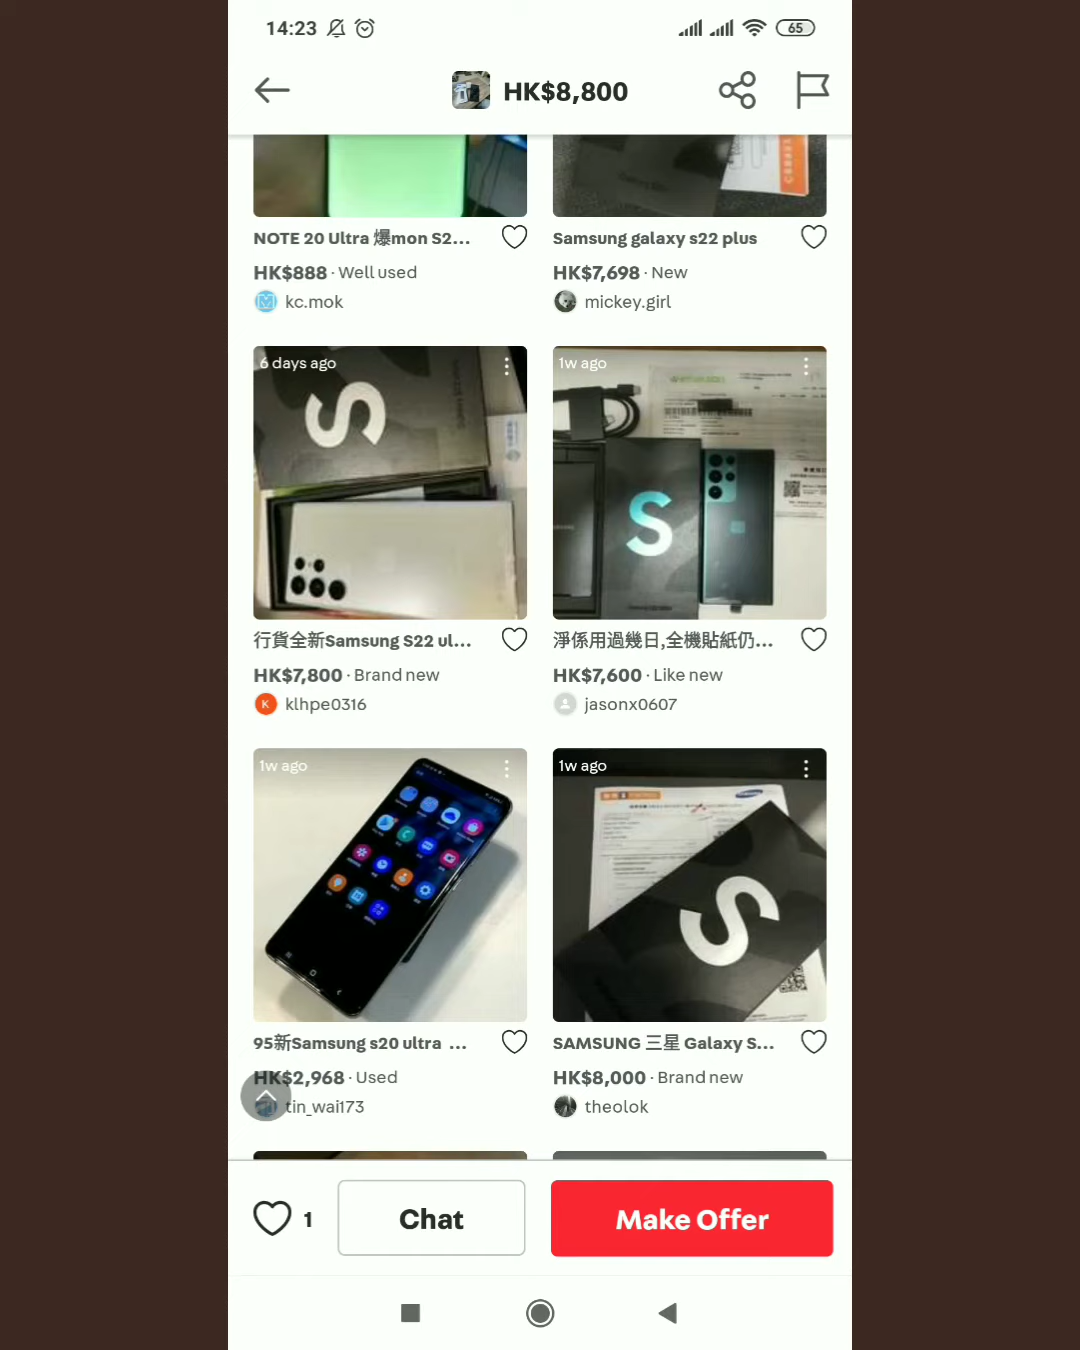 14:23
65
HK$8,800
NOTE 20 Ultra 爆mon S2...
HK$888 · Well used
kc.mok
Samsung galaxy s22 plus
HK$7,698 · New
mickey.girl
6 days ago
S
行貨全新Samsung S22 ul...
HK$7,800 · Brand new
K klhpe0316
1w ago
S
淨係用過幾日,全機貼紙仍...
HK$7,600 · Like new
jasonx0607
1w ago
95新Samsung s20 ultra ...
HK$2,968 · Used
tin_wai173
1w ago
SAMSUNG
S
SAMSUNG 三星 Galaxy S...
HK$8,000 · Brand new
theolok
1
Chat
Make Offer